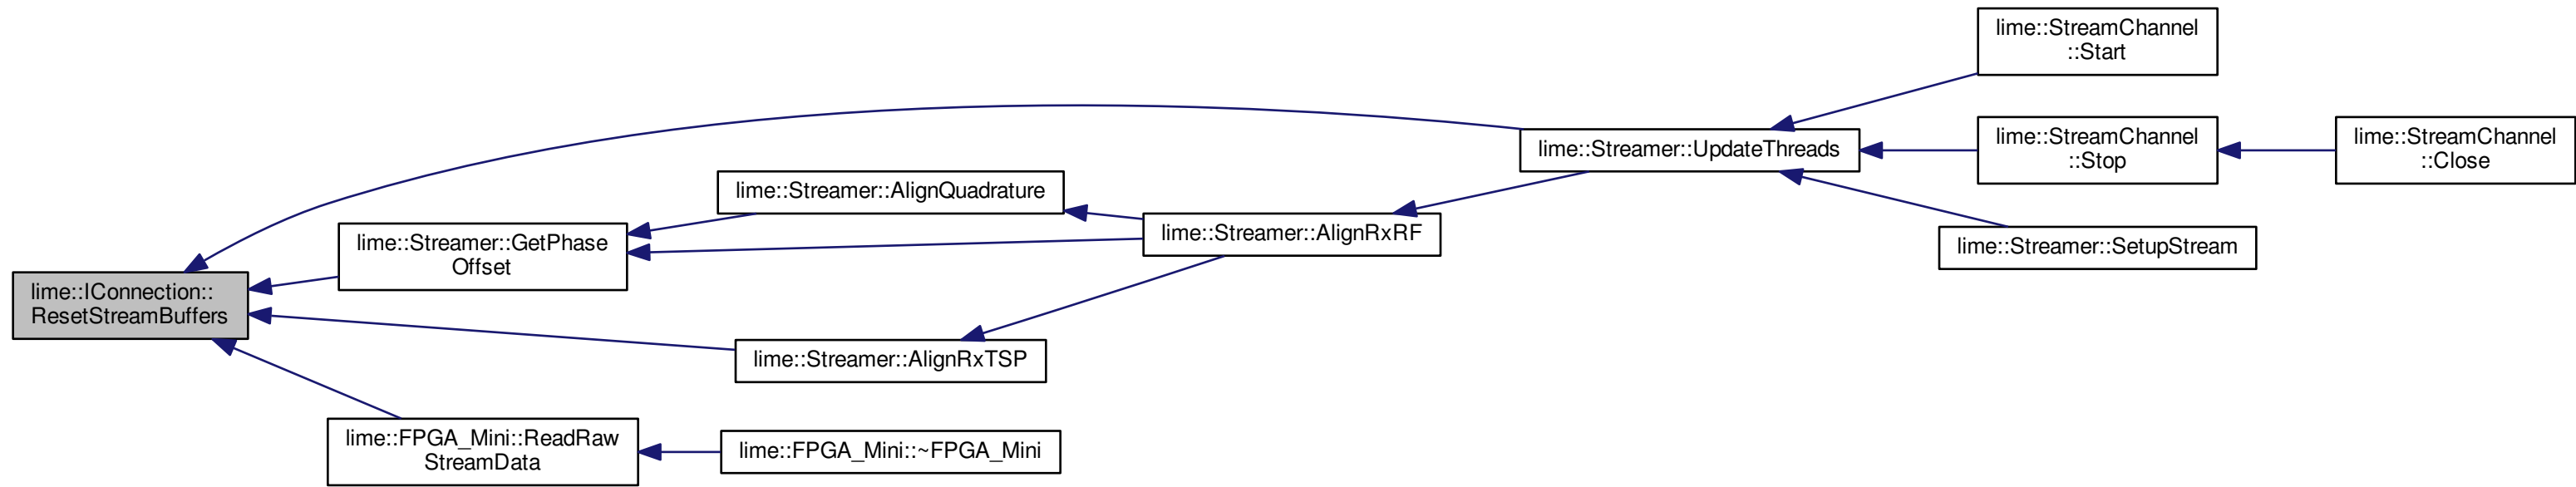 lime::StreamChannel
::Start
lime::StreamChannel
::Stop
lime::StreamChannel
::Close
lime::Streamer::UpdateThreads
lime::Streamer::AlignQuadrature
lime::Streamer::GetPhase
Offset
lime::Streamer::AlignRxRF
lime::Streamer::SetupStream
lime::IConnection::
ResetStreamBuffers
lime::Streamer::AlignRxTSP
lime::FPGA_Mini::ReadRaw
StreamData
lime::FPGA_Mini::~FPGA_Mini